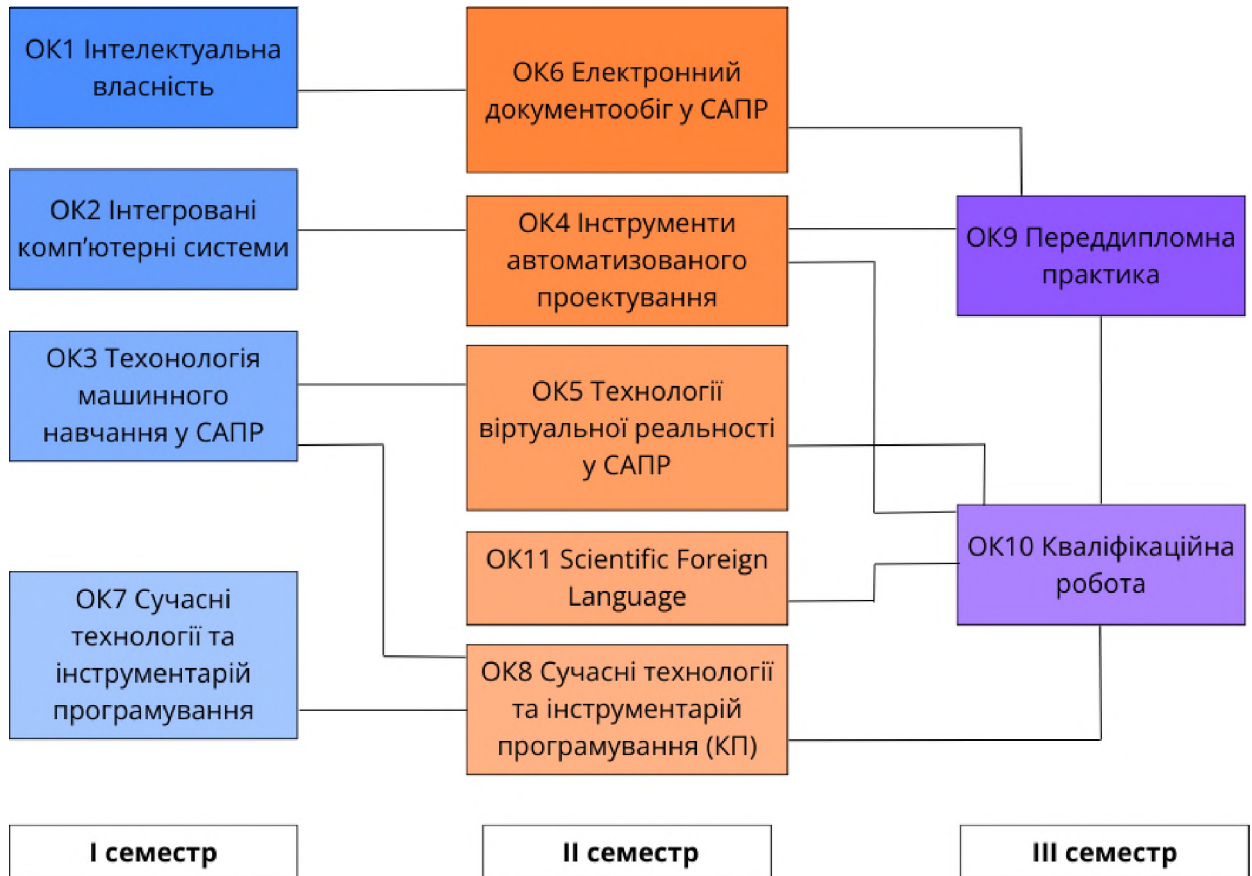 ОК1 Інтелектуальна
власність
ОК2 Інтегровані
комп’ютерні системи
ОК3 Техонологія
машинного
навчання у САПР
ОК7 Сучасні
технології та
інструментарій
програмування
ОК6 Електронний
документообіг у САПР
ОК4 Інструменти
автоматизованого
проектування
ОК5 Технології
віртуальної реальності
у САПР
ОК11 Scientific Foreign
Language
ОК8 Сучасні технології
та інструментарій
програмування (КП)
ОК9 Переддипломна
практика
ОК10 Кваліфікаційна
робота
І семестр
ІІ семестр
ІІІ семестр